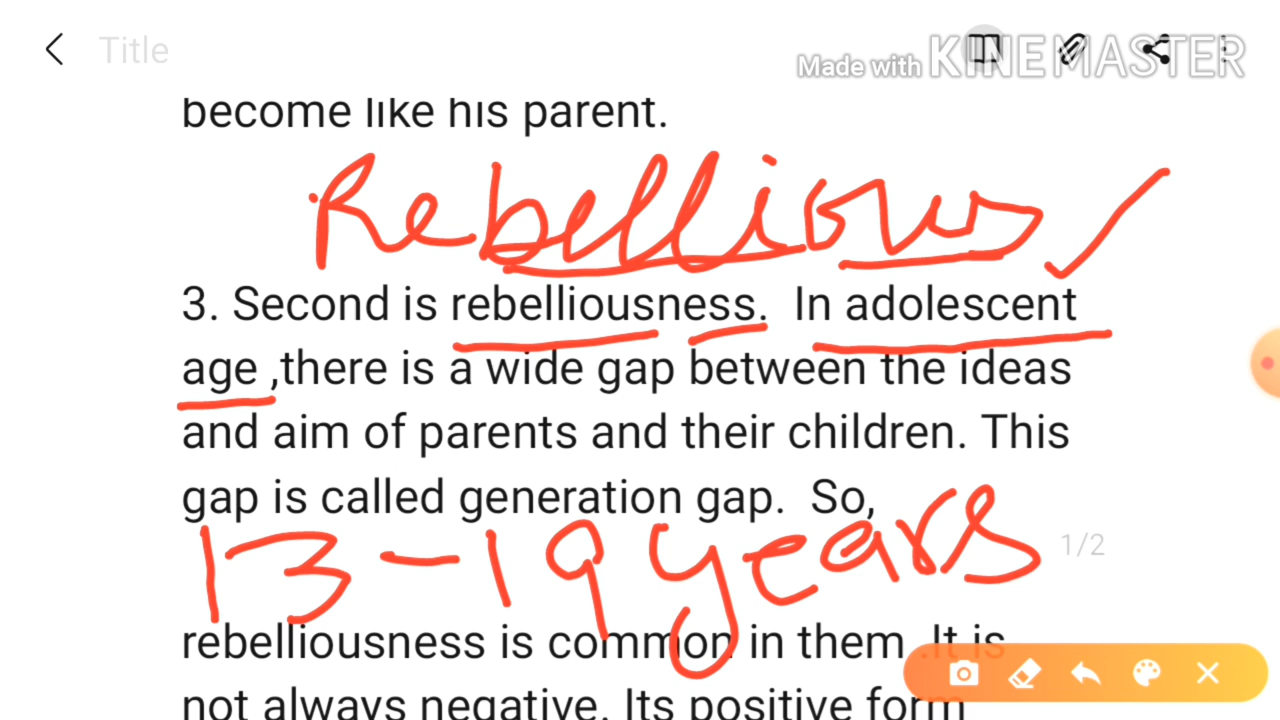 Title
Made with KINEMASTER
become like his parent.
Rebellious
3. Second is rebelliousness. In adolescent
age ,there is a wide gap between the ideas
and aim of parents and their children. This
gap is called generation gap. So,
13-19 years
1/2
rebelliousness is common in them .It is
not always negative. Its positive form